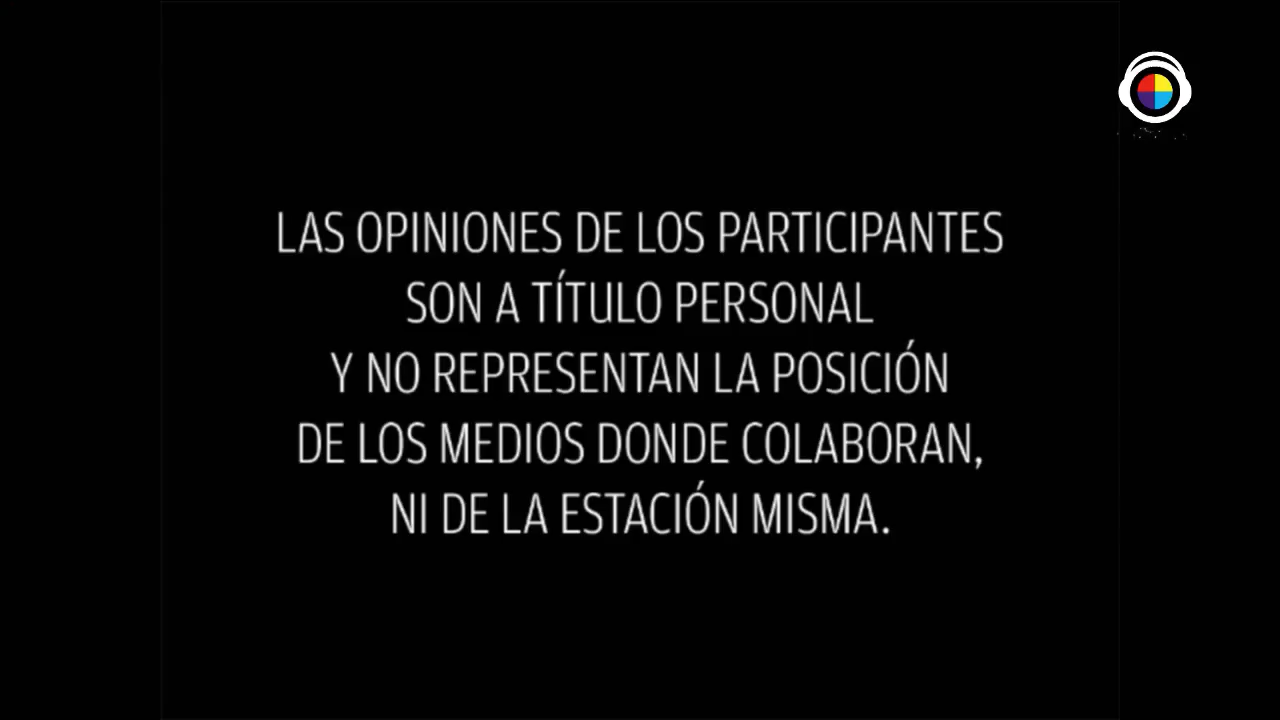 LAS OPINIONES DE LOS PARTICIPANTES
SON A TÍTULO PERSONAL
Y NO REPRESENTAN LA POSICIÓN
DE LOS MEDIOS DONDE COLABORAN,
NI DE LA ESTACIÓN MISMA.